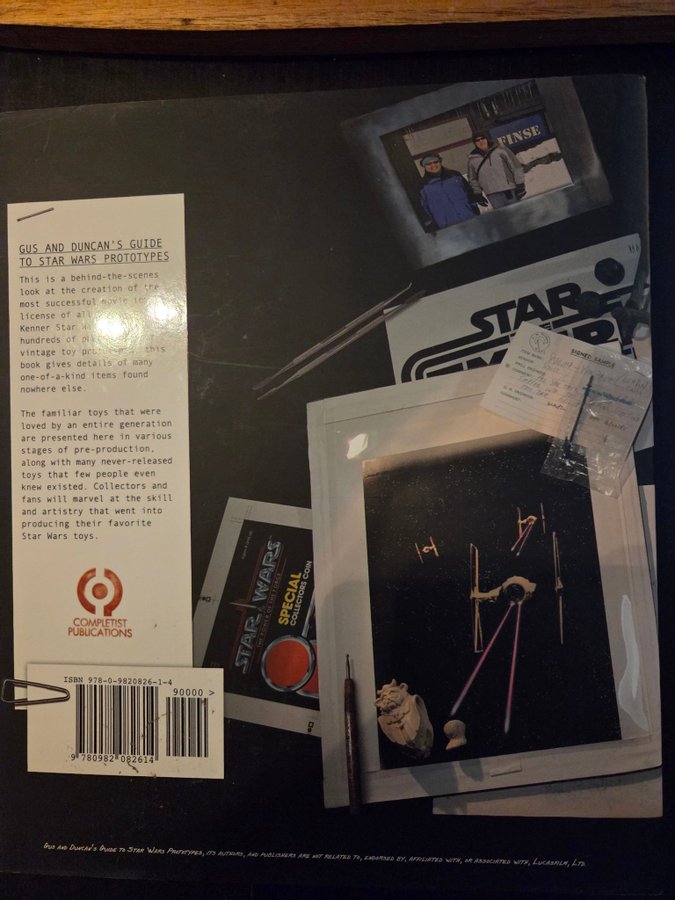 FINSE
GUS AND DUNCAN'S GUIDE
TO STAR WARS PROTOTYPES
This is a behind-the-scenes
look at the creation of the
most successful movie
license of all
Kenner Star
hundreds of
vintage toy this
book gives details of many
one-of-a-kind items found
nowhere else.
The familiar toys that were
loved by an entire generation
are presented here in various
stages of pre-production,
along with many never-released
toys that few people even
knew existed. Collectors and
fans will marvel at the skill
and artistry that went into
producing their favorite
Star Wars toys.
COMPLETIST
PUBLICATIONS
ISBN 978-0-9820826-1-4
90000 >
9 780982 082614
STAR
SIGNED SAMPLE
STAR WARS
THE POWER OF THE FORCE
SPECIAL
COLLECTORS COIN
Gus and Duncan's Guide to Star Wars Prototypes, its authors, and publishers are not related to, endorsed by, affiliated with, or associated with, Lucasfilm, Ltd.